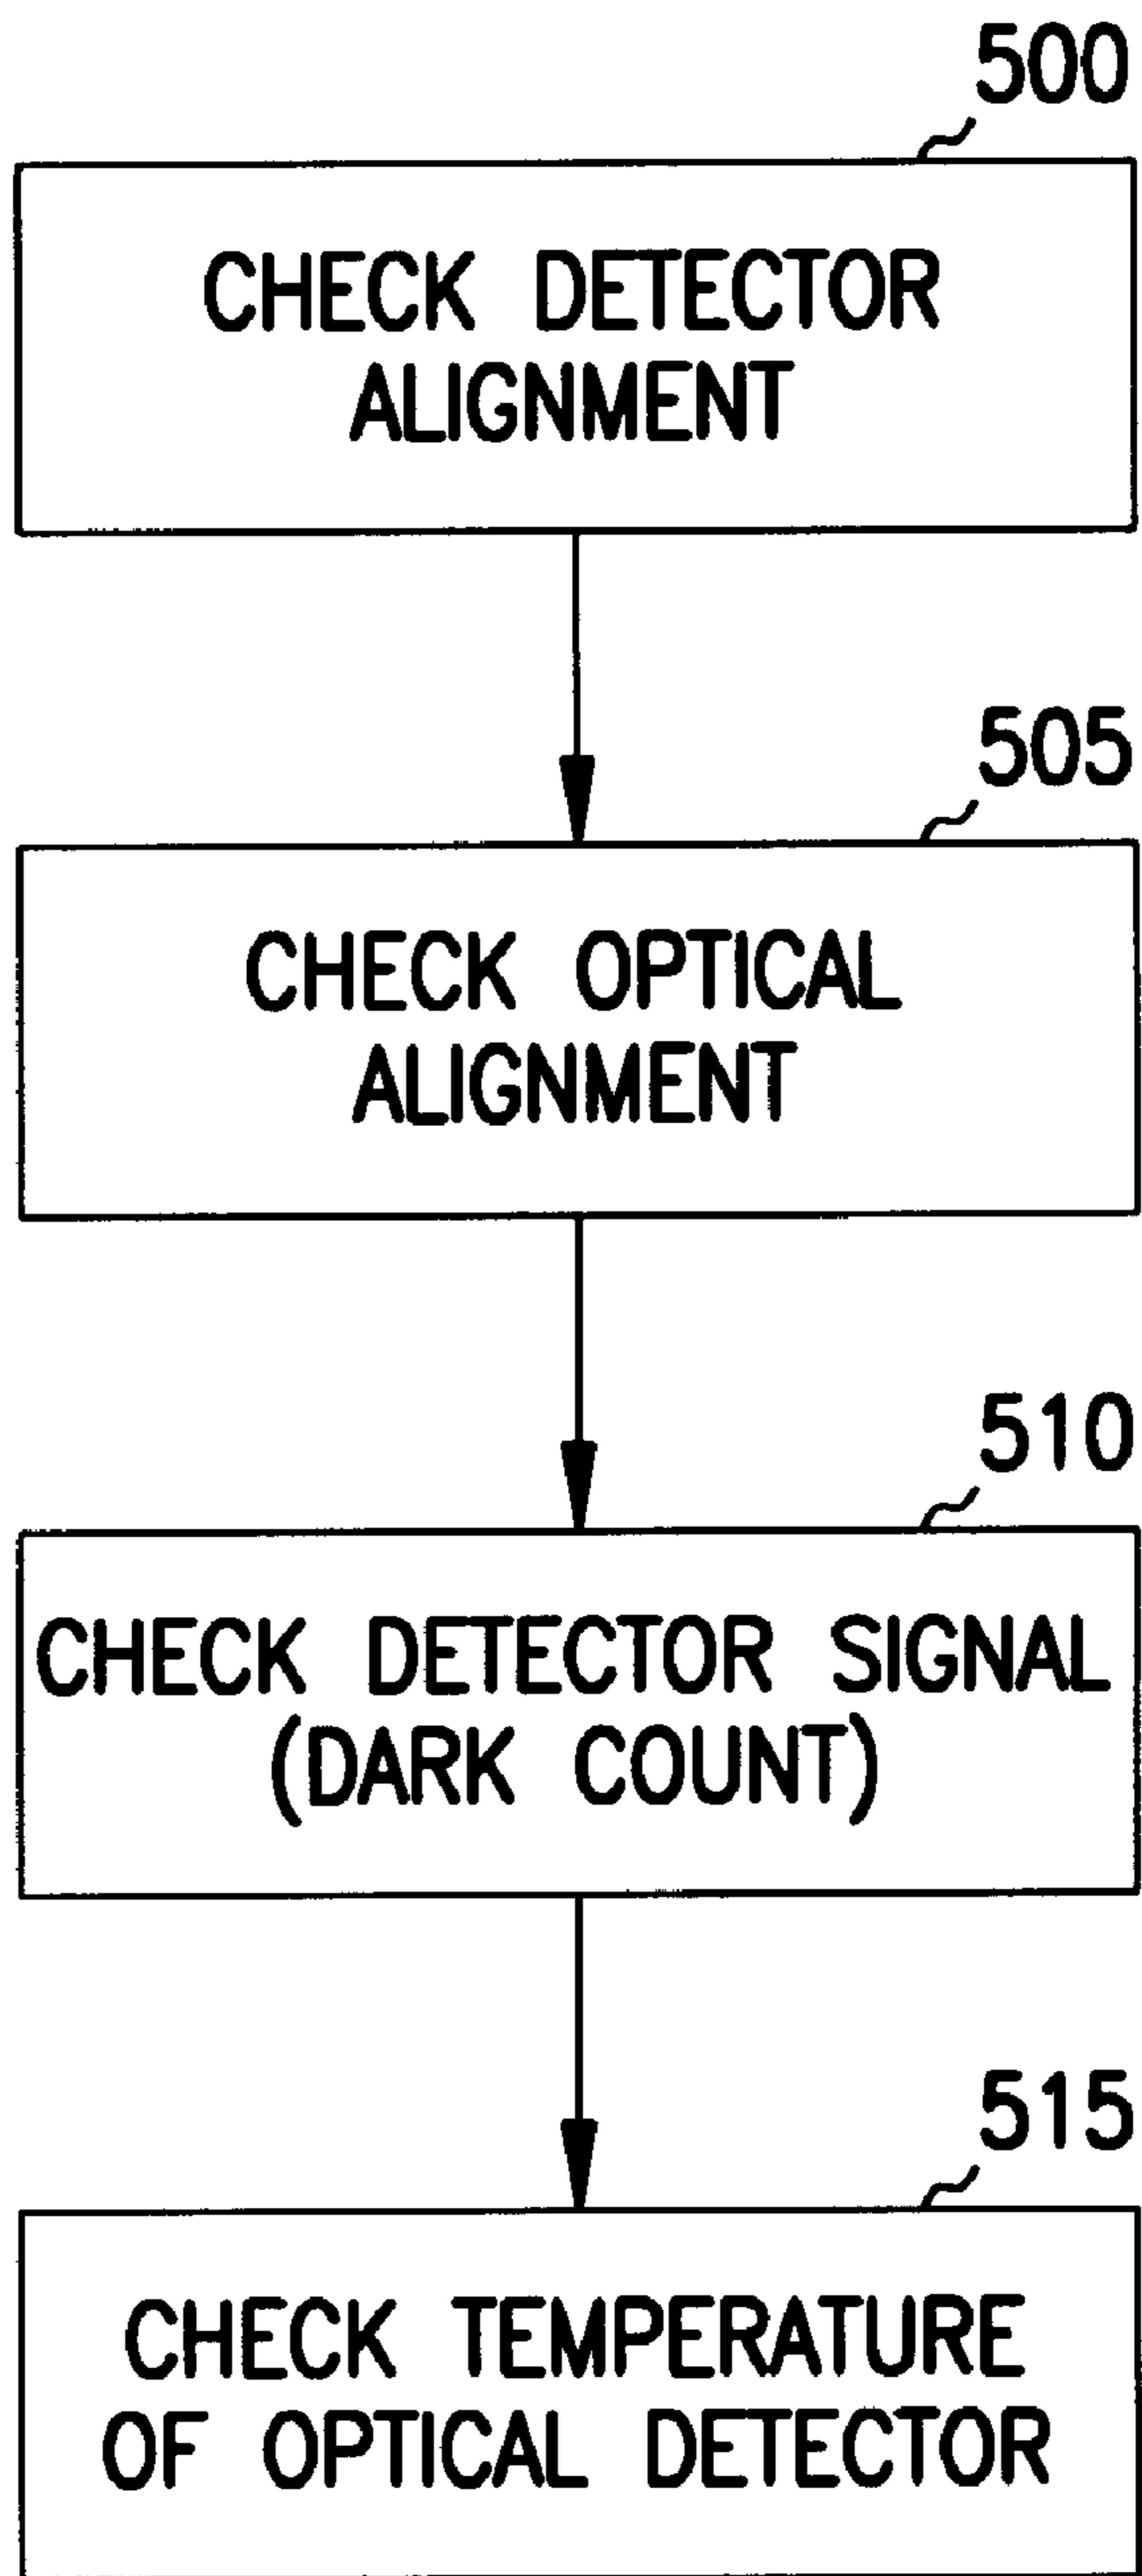 500
CHECK DETECTOR
ALIGNMENT
505
CHECK OPTICAL
ALIGNMENT
510
CHECK DETECTOR SIGNAL
(DARK COUNT)
515
CHECK TEMPERATURE
OF OPTICAL DETECTOR